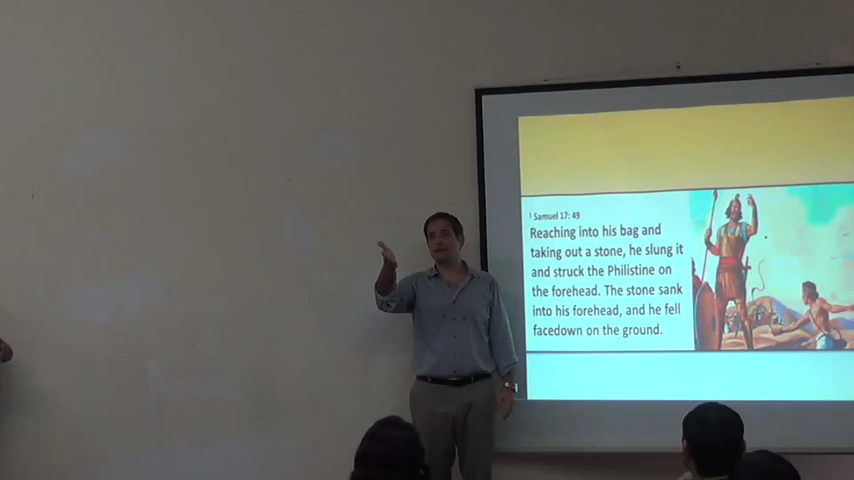 1 Samuel 17: 49
Reaching into his bag and
taking out a stone, he slung it
and struck the Philistine on
the forehead. The stone sank
into his forehead, and he fell
facedown on the ground.